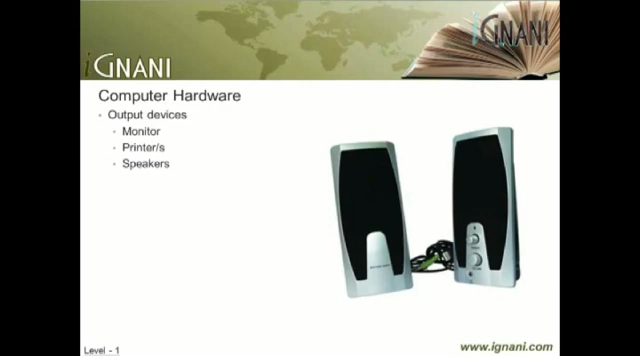 iGNANI
iGNANI
Computer Hardware
Output devices
Monitor
Printer/s
Speakers
Level - 1
www.ignani.com